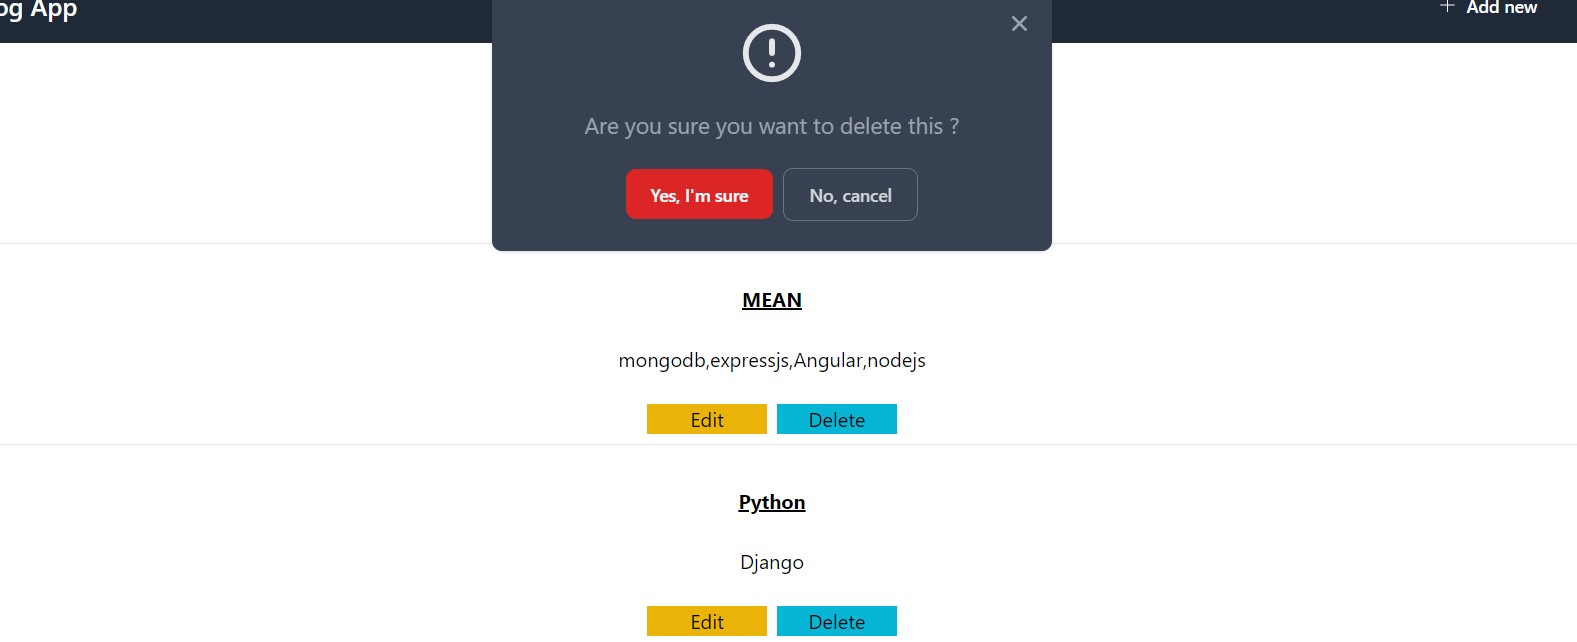 App
Add new
Are you sure you want to delete this ?
Yes, I'm sure
No, cancel
MEAN
mongodb,expressjs,Angular,nodejs
Edit
Delete
Python
Django
Edit
Delete